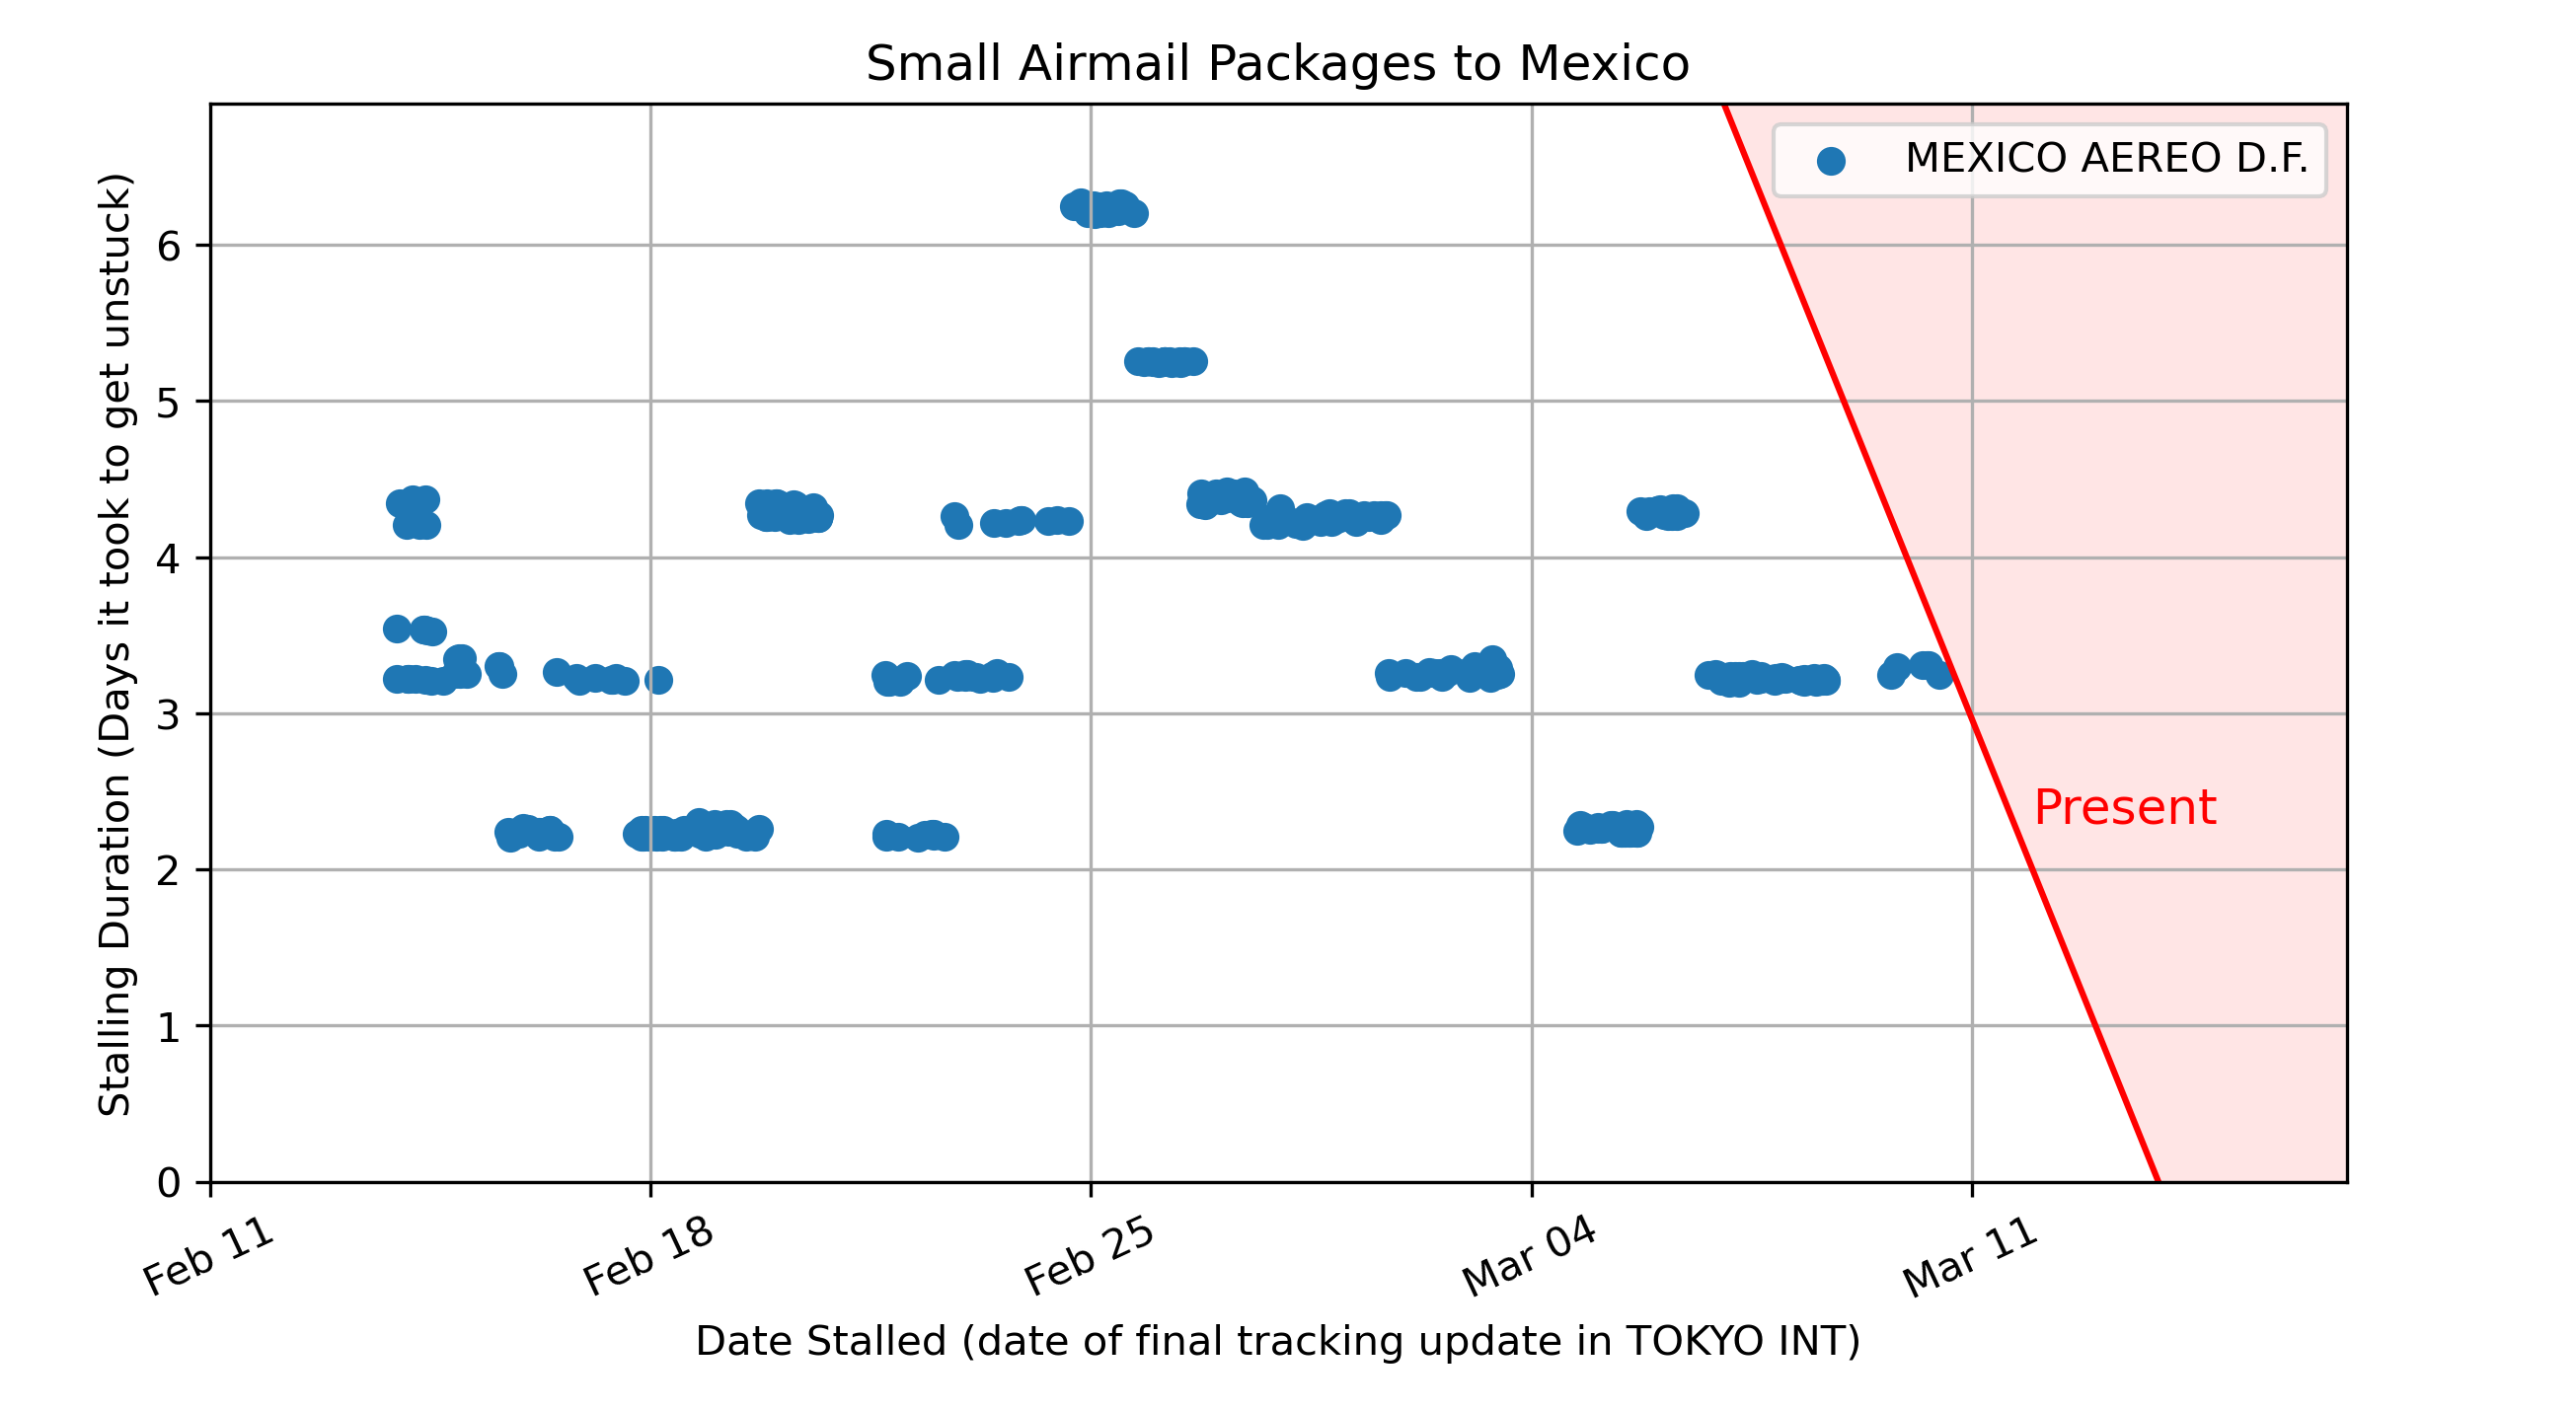 Small Airmail Packages to Mexico
MEXICO AEREO D.F.
Stalling Duration (Days it took to get unstuck)
6
5
4
3
2
1
0
Present
Feb 11
Feb 18
Feb 25
Mar 04
Mar 11
Date Stalled (date of final tracking update in TOKYO INT)